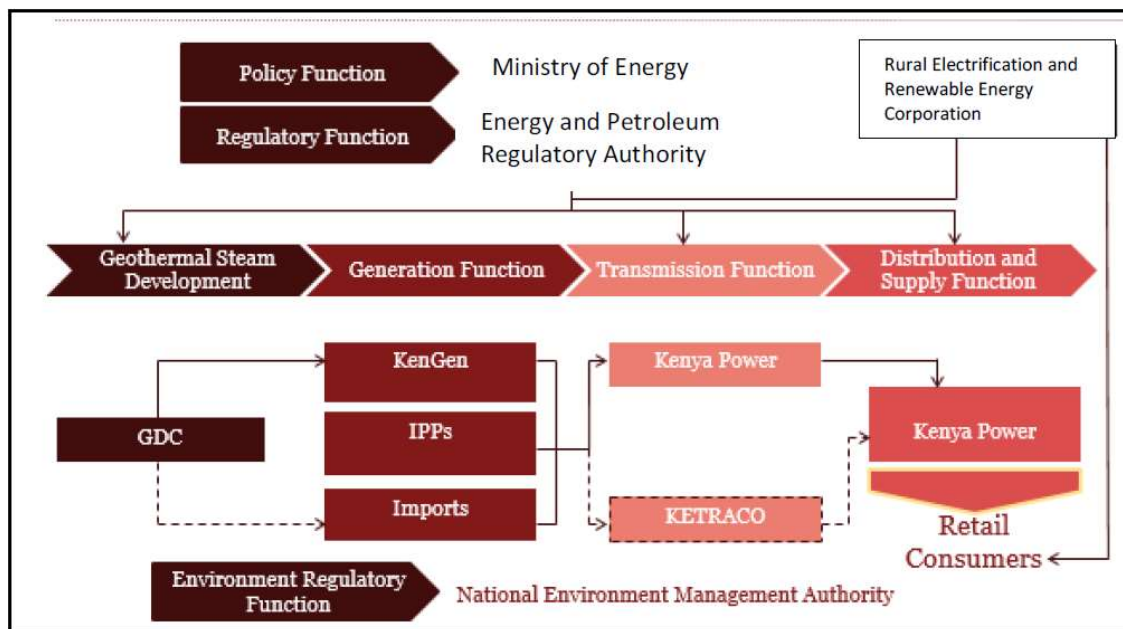 Policy Function
Ministry of Energy
Rural Electrification and
Renewable Energy
Corporation
Regulatory Function
Energy and Petroleum
Regulatory Authority
Geothermal Steam
Development
Generation Function
Transmission Function
Distribution and
Supply Function
KenGen
Kenya Power
GDC
IPPs
Kenya Power
Imports
KETRACO
Retail
Consumers
Environment Regulatory
Function
National Environment Management Authority